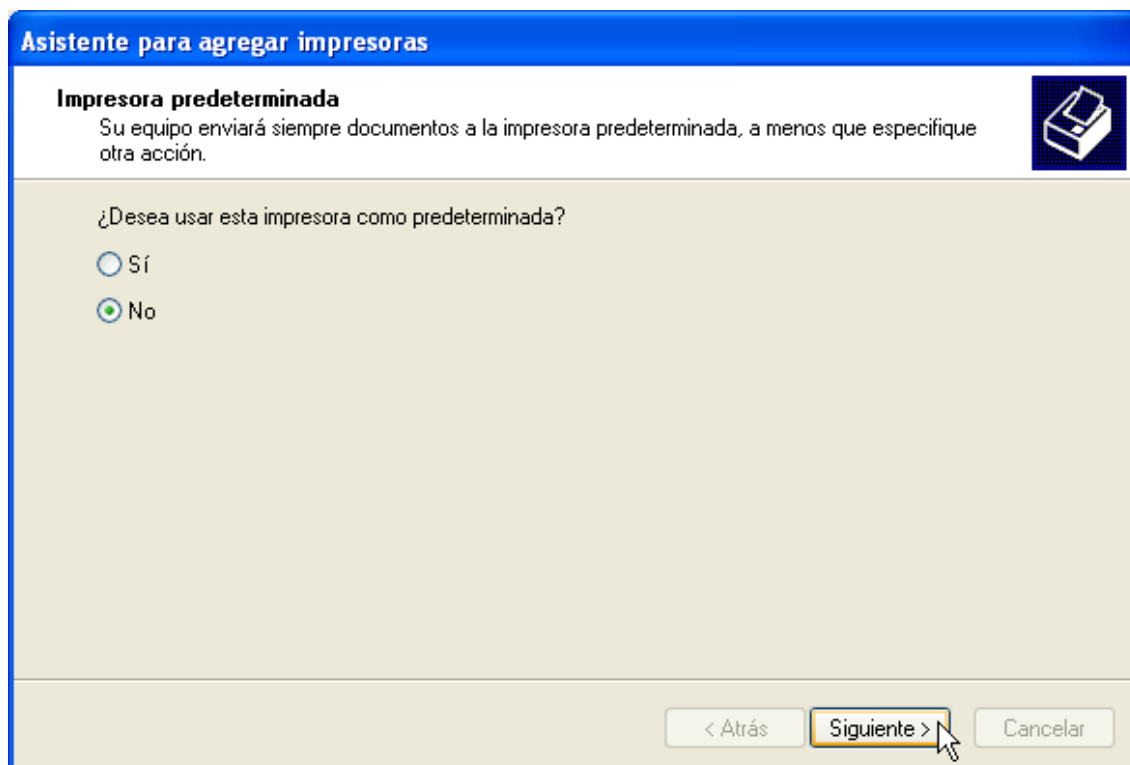 Asistente para agregar impresoras
Impresora predeterminada
Su equipo enviará siempre documentos a la impresora predeterminada, a menos que especifique
otra acción.
¿Desea usar esta impresora como predeterminada?
Sí
No
< Atrás
Siguiente >
Cancelar